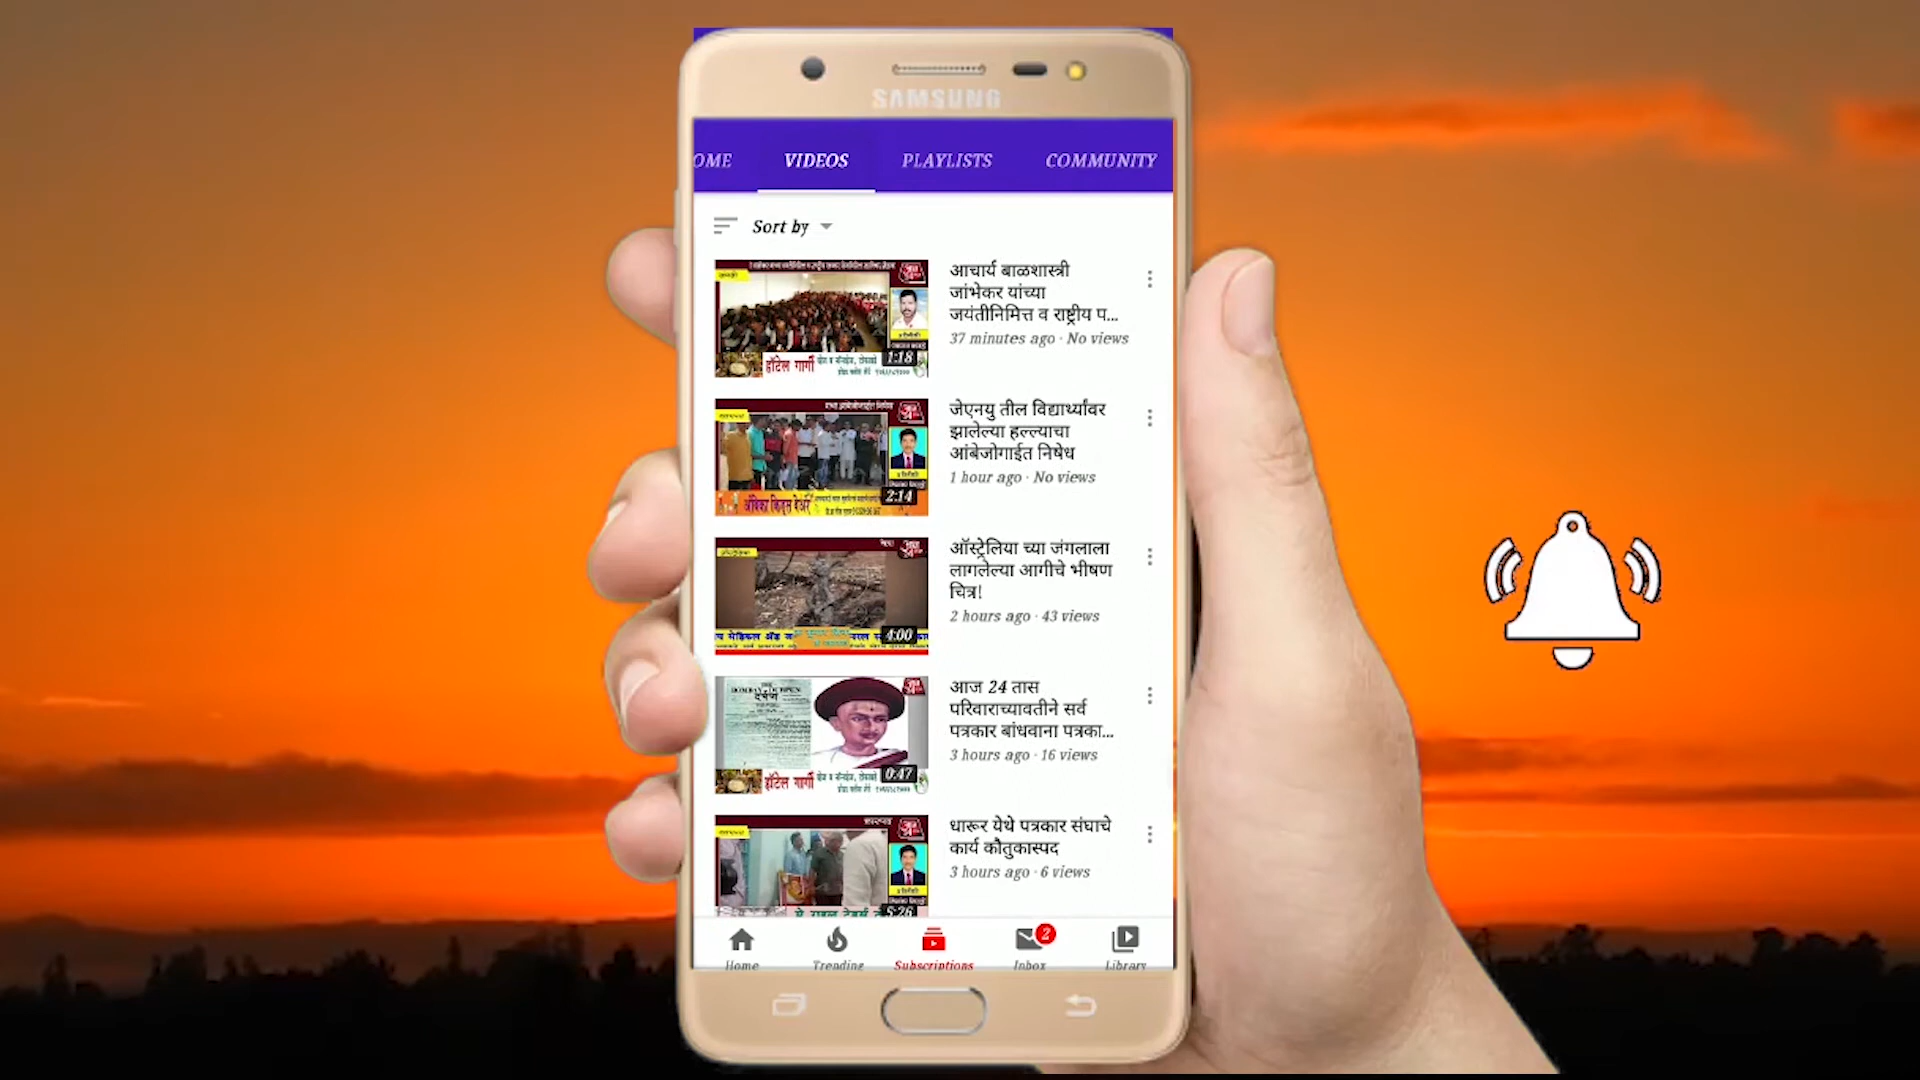 SAMSUNG
OME VIDEOS PLAYLISTS COMMUNITY
Sort by
आचार्य बाळशास्त्री
जांभेकर यांच्या
जयंतीनिमित्त व राष्ट्रीय प...
37 minutes ago · No views
हॉटेल गार्गी
1:18
जेएनयु तील विद्यार्थ्यांवर
झालेल्या हल्ल्याचा
आंबेजोगाईत निषेध
1 hour ago · No views
2:14
ऑस्ट्रेलिया च्या जंगलाला
लागलेल्या आगीचे भीषण
चित्र!
2 hours ago · 43 views
4:00
आज 24 तास
परिवाराच्यावतीने सर्व
पत्रकार बांधवाना पत्रका...
3 hours ago · 16 views
हॉटेल गार्गी
0:47
धारूर येथे पत्रकार संघाचे
कार्य कौतुकास्पद
3 hours ago · 6 views
5:26
2
Home Trending Subscriptions Inbox Library